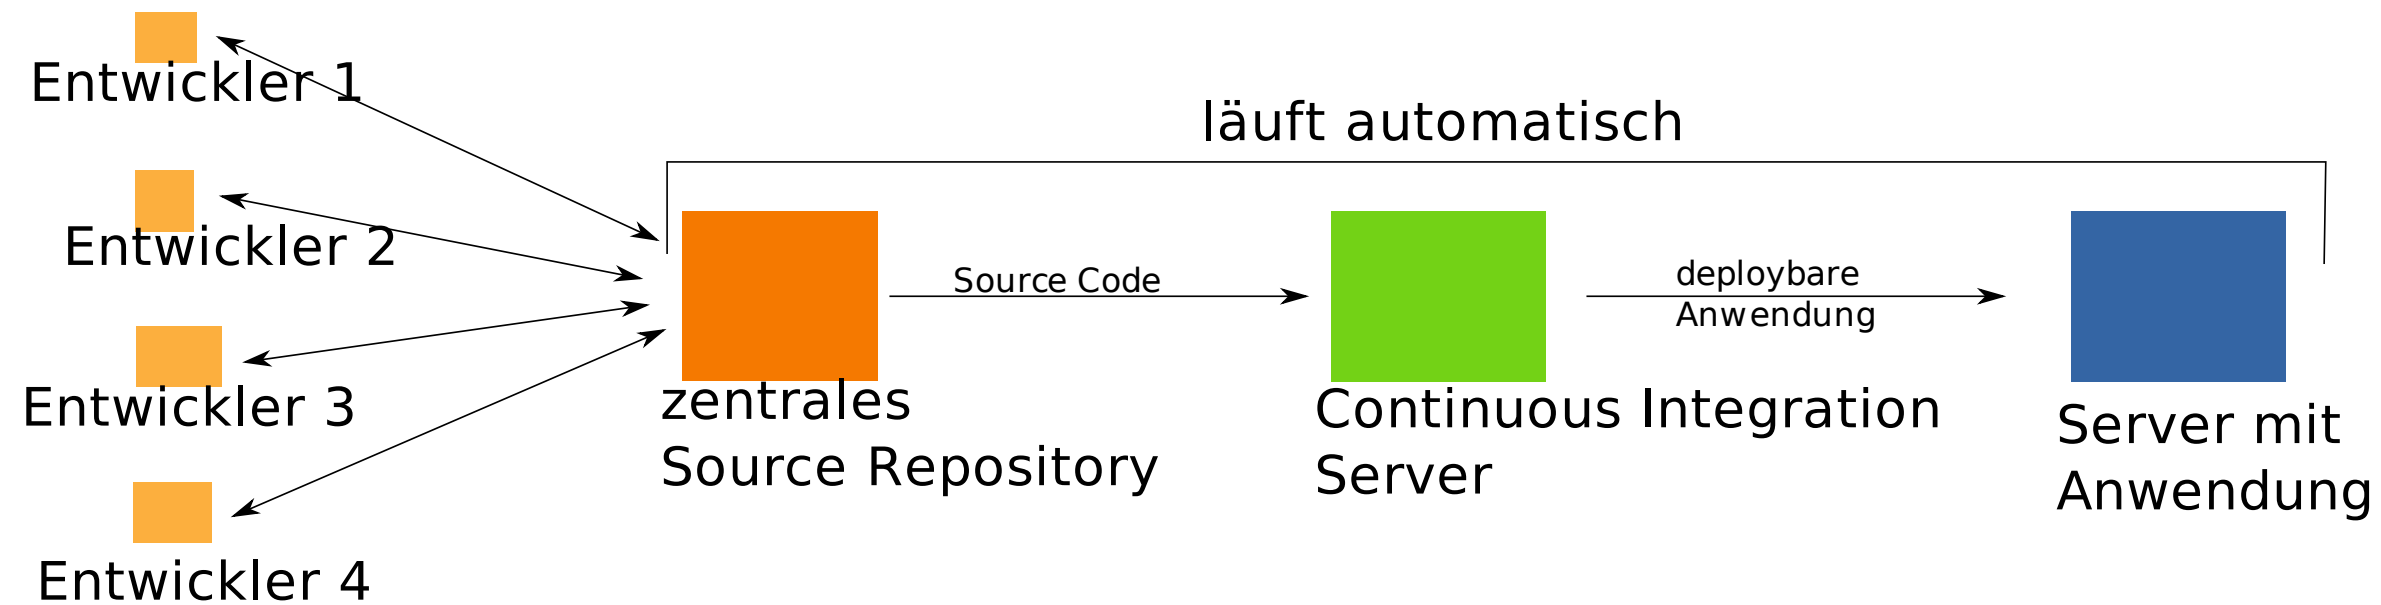 Entwickler 1
Entwickler 2
Entwickler 3
Entwickler 4
läuft automatisch
zentrales
Source Repository
Source Code
Continuous Integration
Server
deploybare
Anwendung
Server mit
Anwendung